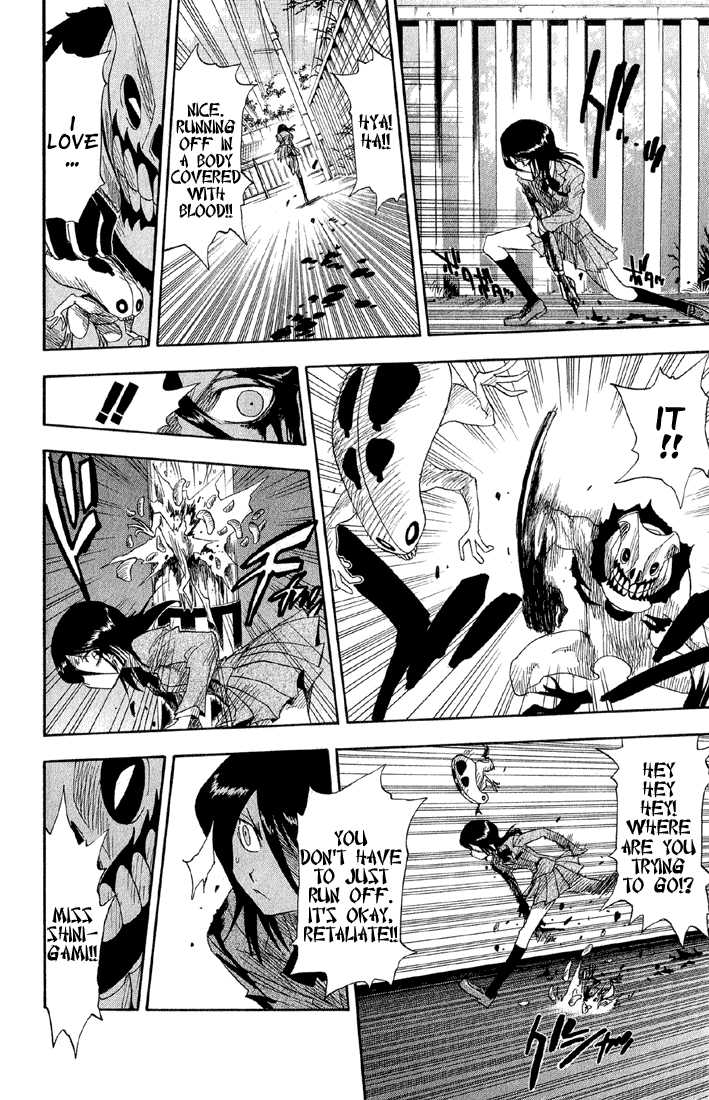 HYA!
HA!!
NICE.
RUNNING
OFF IN
A BODY
COVERED
WITH
BLOOD!!
I
LOVE
...
IT
!!
!!
HEY
HEY
HEY!
WHERE
ARE YOU
TRYING
TO GO!?
YOU
DON'T HAVE
TO JUST
RUN OFF.
IT'S OKAY.
RETALIATE!!
MISS
SHINI-
GAMI!!